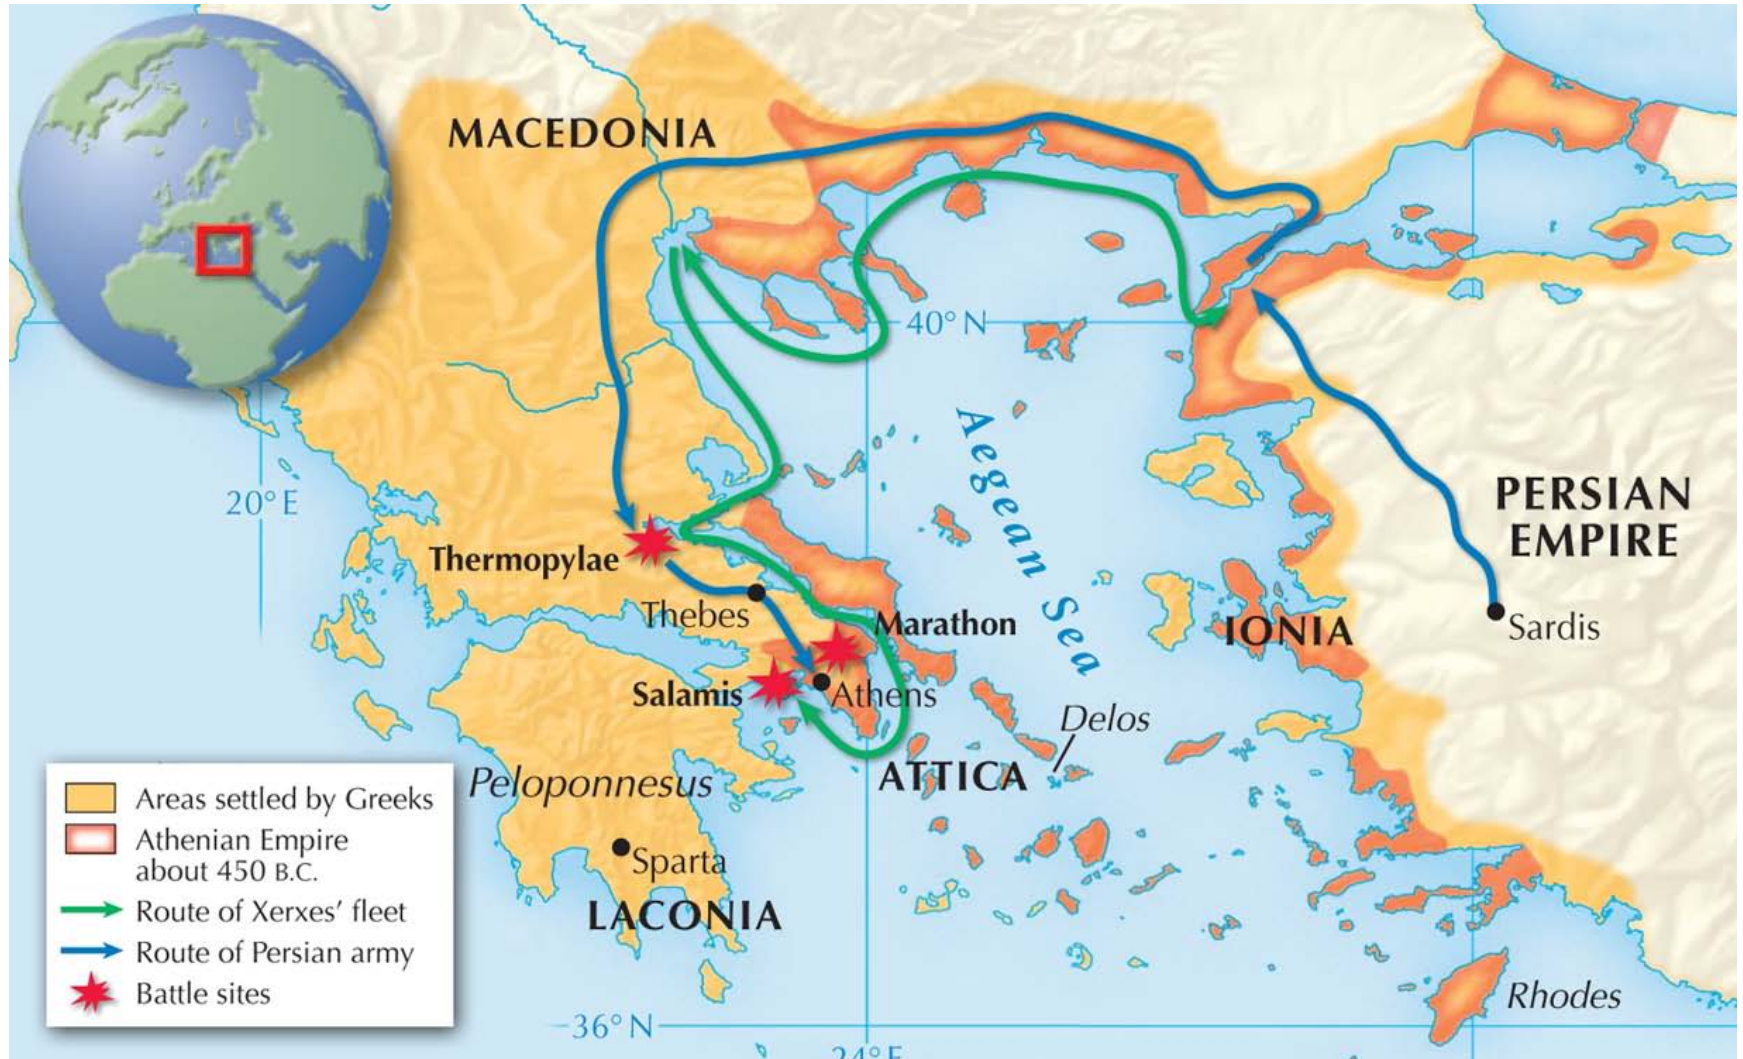 MACEDONIA
40° N
Aegean Sea
20° E
PERSIAN
EMPIRE
Thermopylae
Thebes
Marathon
IONIA
Sardis
Salamis
Athens
Delos
ATTICA
Peloponnesus
Sparta
LACONIA
Rhodes
36° N
24° E
Areas settled by Greeks
Athenian Empire
about 450 B.C.
Route of Xerxes’ fleet
Route of Persian army
Battle sites